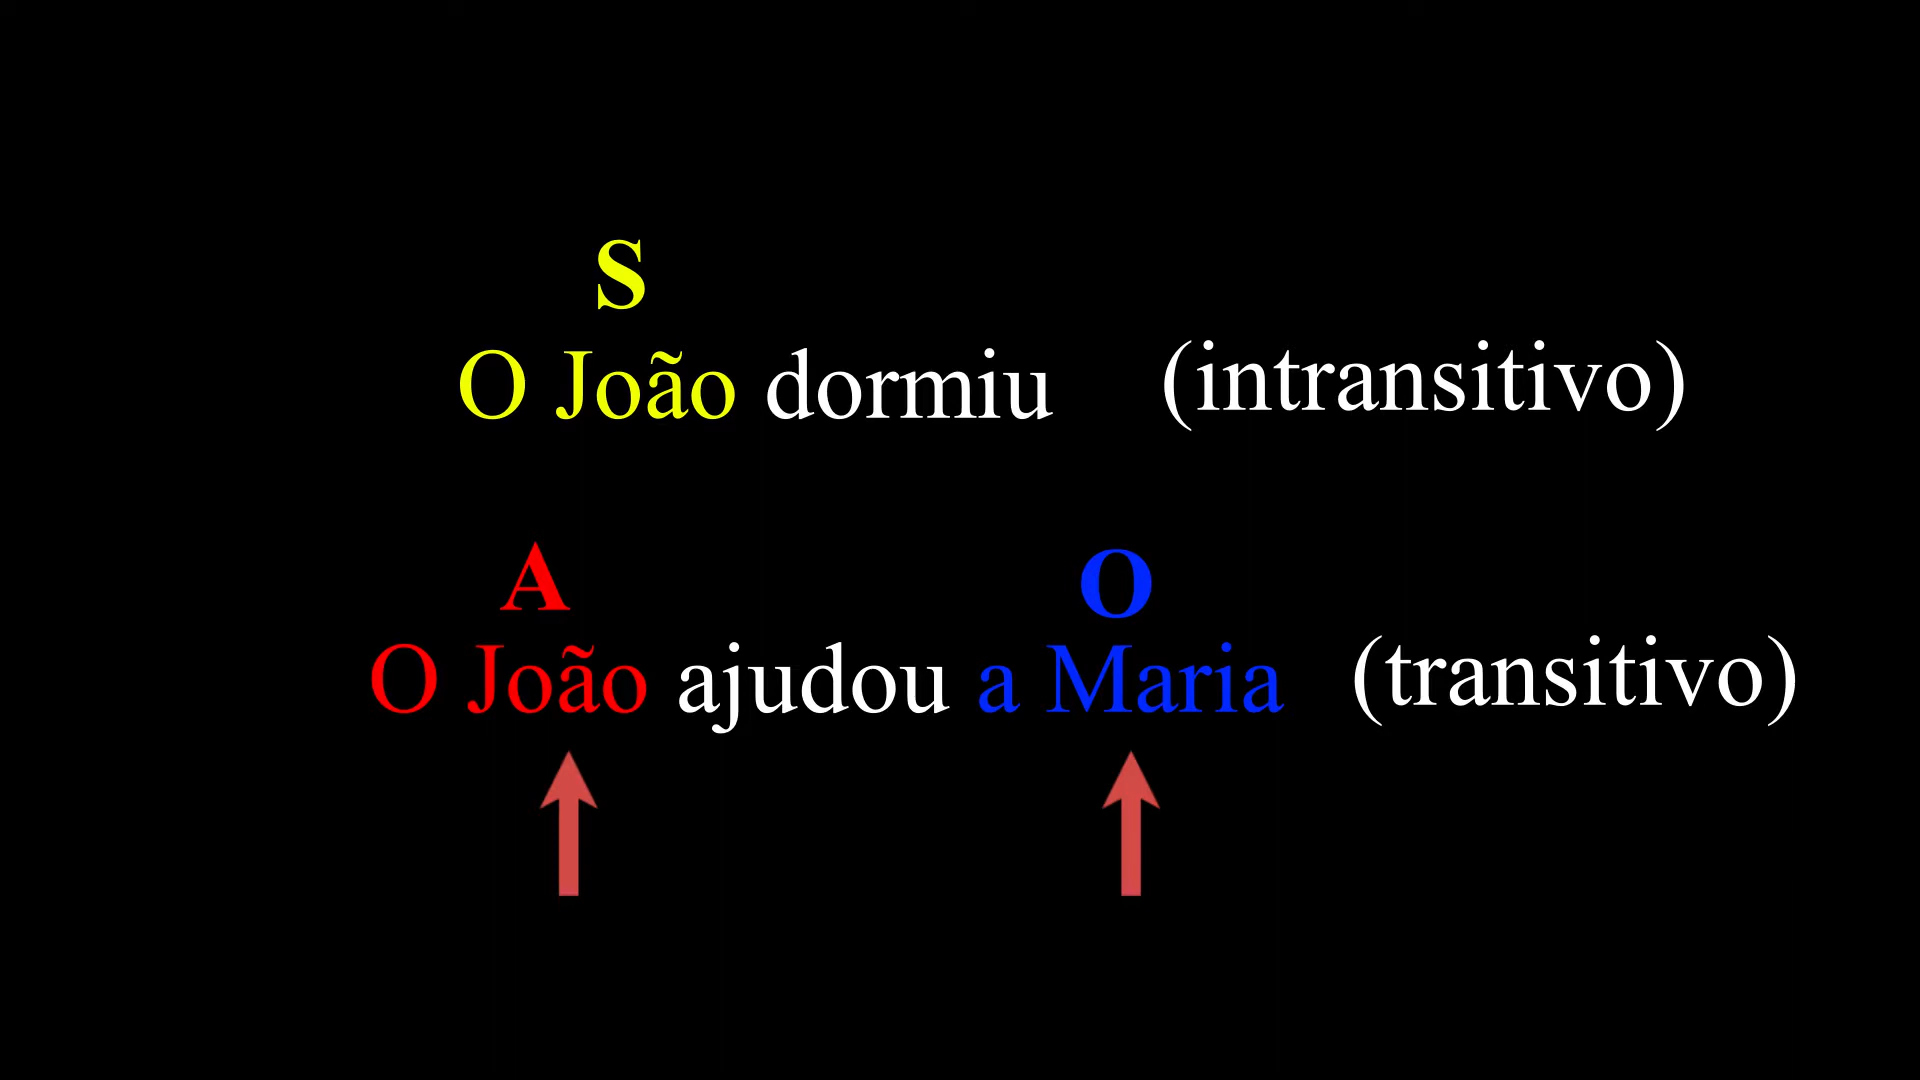 S
O João dormiu (intransitivo)
A O
O João ajudou a Maria (transitivo)